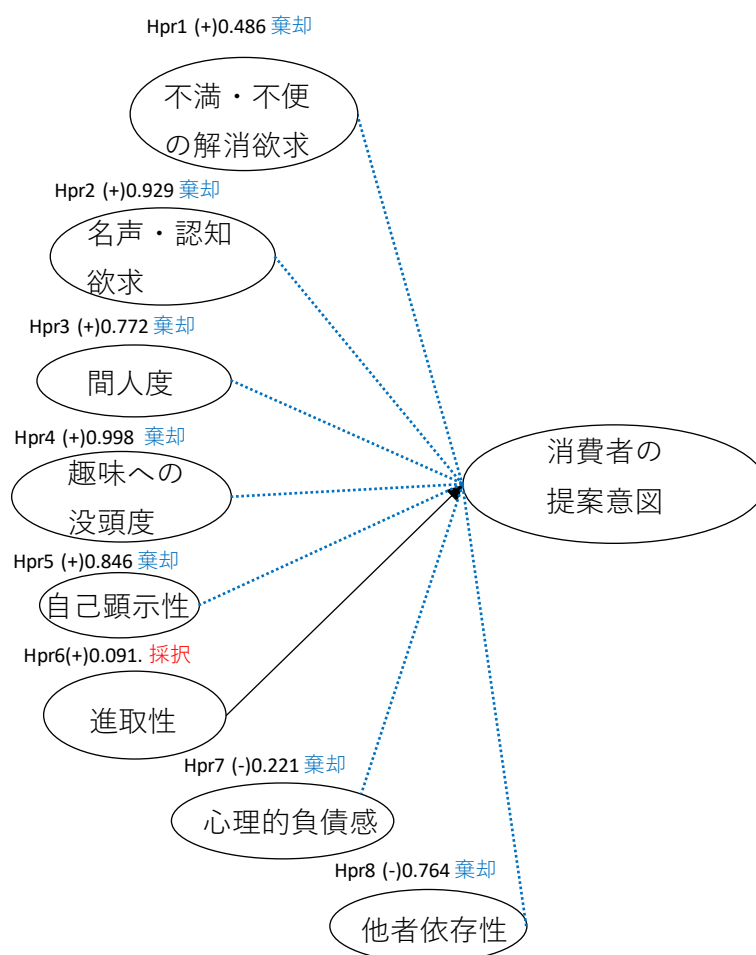 Hpr1 (+)0.486 棄却
不満・不便
の解消欲求
Hpr2 (+)0.929 棄却
名声・認知
欲求
Hpr3 (+)0.772 棄却
間人度
Hpr4 (+)0.998 棄却
趣味への
没頭度
消費者の
提案意図
Hpr5 (+)0.846 棄却
自己顕示性
Hpr6(+)0.091. 採択
進取性
Hpr7 (-)0.221 棄却
心理的負債感
Hpr8 (-)0.764 棄却
他者依存性